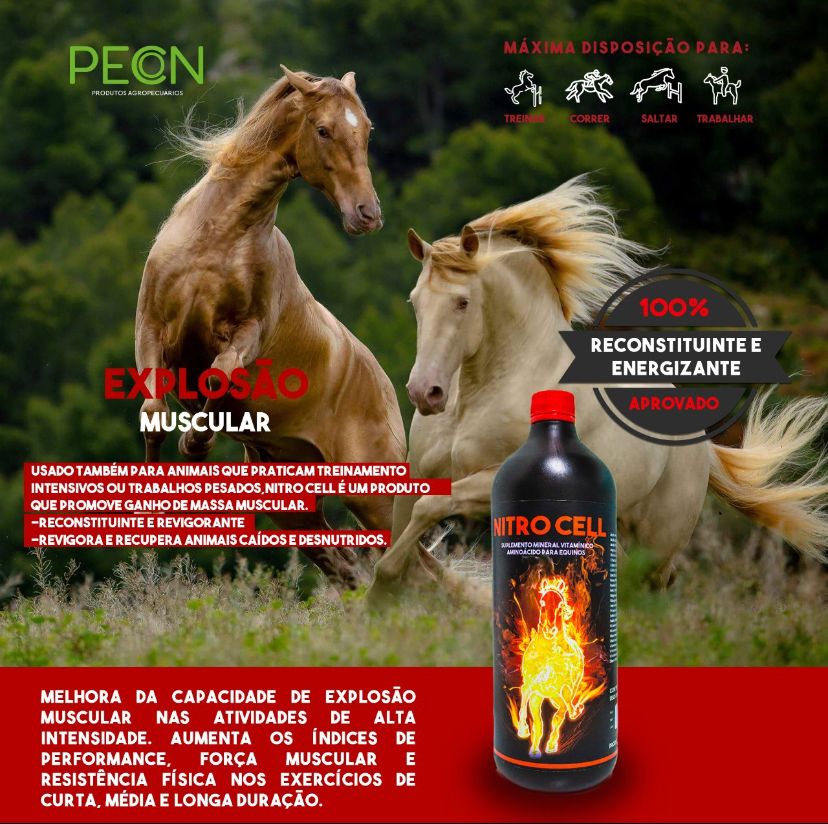 PECON
PRODUTOS AGROPECUÁRIOS
MÁXIMA DISPOSIÇÃO PARA:
TREINAR CORRER SALTAR TRABALHAR
100%
RECONSTITUINTE E
ENERGIZANTE
APROVADO
EXPLOSÃO
MUSCULAR
USADO TAMBÉM PARA ANIMAIS QUE PRATICAM TREINAMENTO
INTENSIVOS OU TRABALHOS PESADOS,NITRO CELL É UM PRODUTO
QUE PROMOVE GANHO DE MASSA MUSCULAR.
-RECONSTITUINTE E REVIGORANTE
-REVIGORA E RECUPERA ANIMAIS CAÍDOS E DESNUTRIDOS.
NITRO CELL
SUPLEMENTO MINERAL VITAMÍNICO
AMINOÁCIDO PARA EQUINOS
MELHORA DA CAPACIDADE DE EXPLOSÃO
MUSCULAR NAS ATIVIDADES DE ALTA
INTENSIDADE. AUMENTA OS ÍNDICES DE
PERFORMANCE, FORÇA MUSCULAR E
RESISTÊNCIA FÍSICA NOS EXERCÍCIOS DE
CURTA, MÉDIA E LONGA DURAÇÃO.